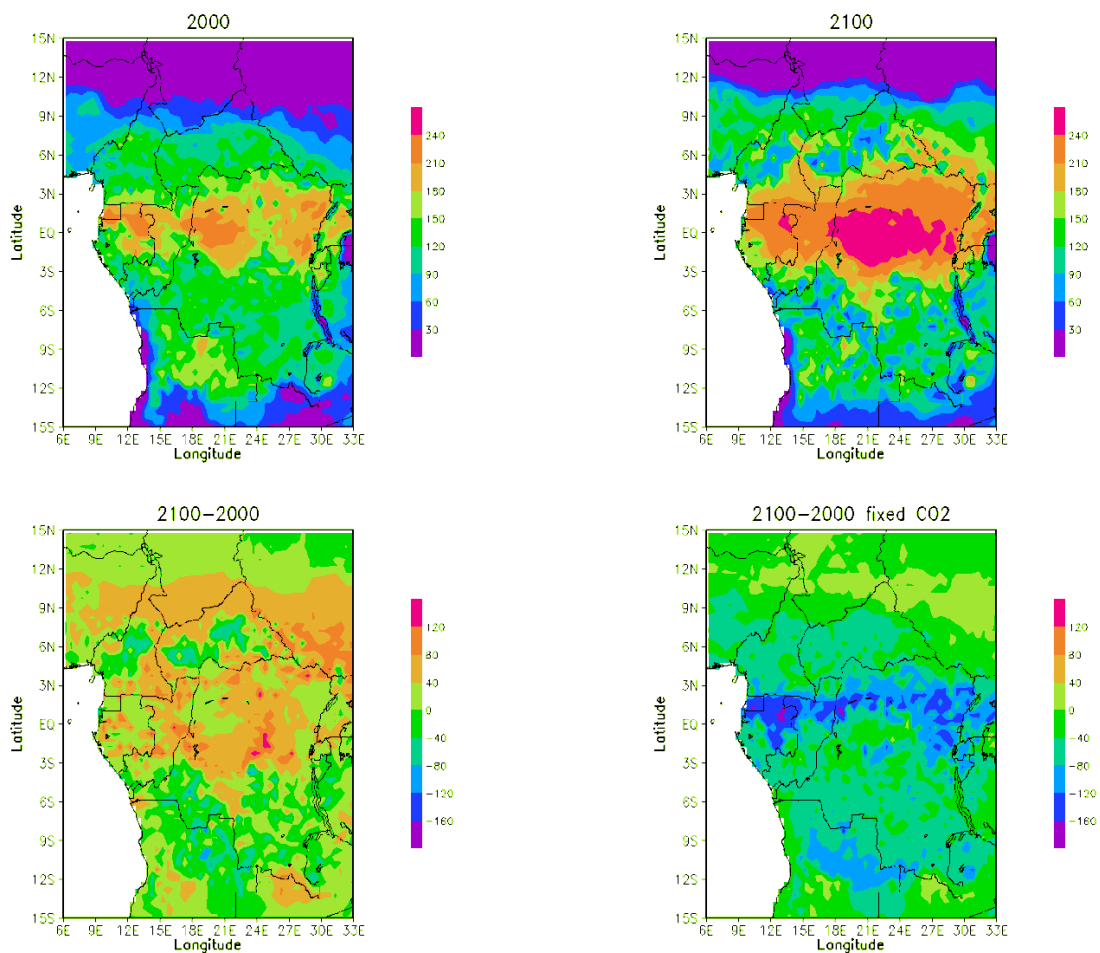 2000
15N
12N
9N
6N
3N
EQ
3S
6S
9S
12S
15S
Latitude
6E 9E 12E 15E 18E 21E 24E 27E 30E 33E
Longitude
240
210
180
150
120
90
60
30
2100
15N
12N
9N
6N
3N
EQ
3S
6S
9S
12S
15S
Latitude
6E 9E 12E 15E 18E 21E 24E 27E 30E 33E
Longitude
240
210
180
150
120
90
60
30
2100-2000
15N
12N
9N
6N
3N
EQ
3S
6S
9S
12S
15S
Latitude
6E 9E 12E 15E 18E 21E 24E 27E 30E 33E
Longitude
120
80
40
0
-40
-80
-120
-160
2100-2000 fixed CO2
15N
12N
9N
6N
3N
EQ
3S
6S
9S
12S
15S
Latitude
6E 9E 12E 15E 18E 21E 24E 27E 30E 33E
Longitude
120
80
40
0
-40
-80
-120
-160